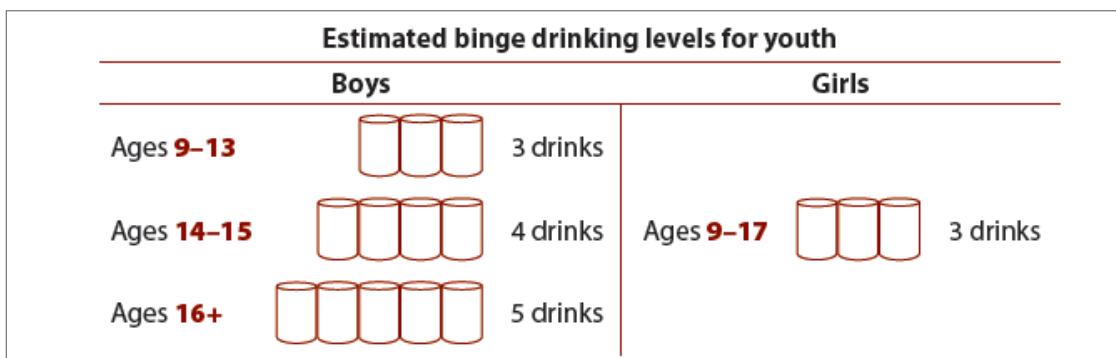 Estimated binge drinking levels for youth
Boys
Girls
Ages 9–13 3 drinks
Ages 14–15 4 drinks
Ages 16+ 5 drinks
Ages 9–17 3 drinks